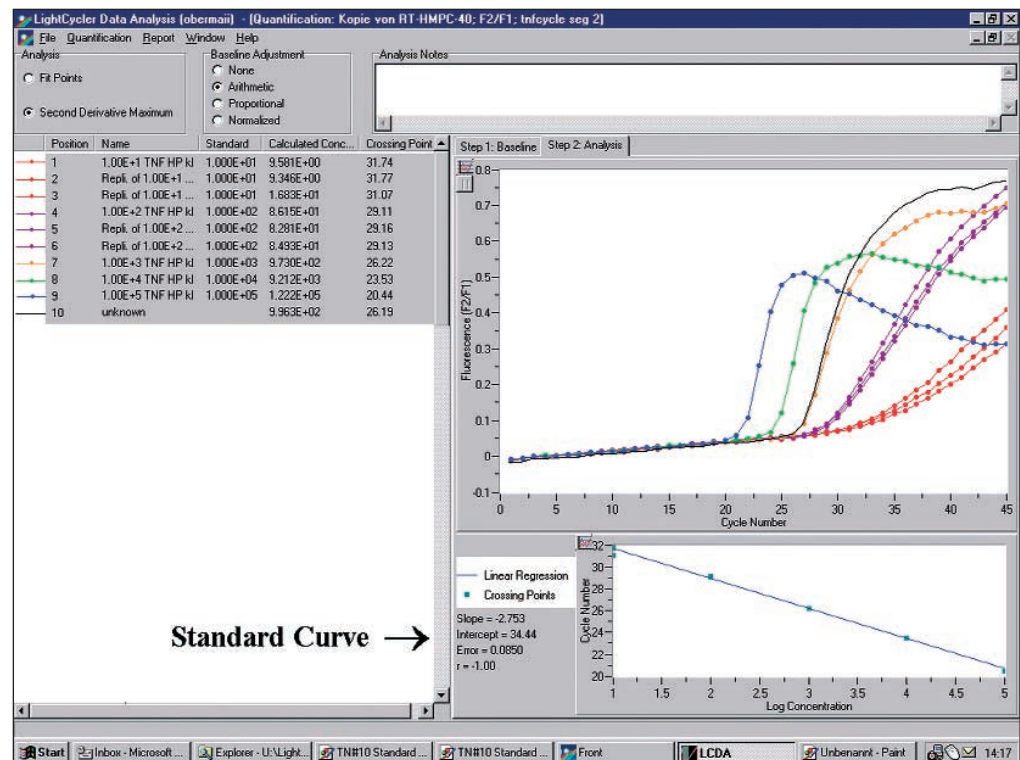 LightCycler Data Analysis (obermaii) - [Quantification: Kopie von RT-HMPC-40; F2/F1; tnfcycle seg 2]
File Quantification Report Window Help
Analysis
Fit Points
Second Derivative Maximum
Baseline Adjustment
None
Arithmetic
Proportional
Normalized
Analysis Notes
Position Name Standard Calculated Conc... Crossing Point
1 1.00E+1 TNF HP kl 1.000E+01 9.581E+00 31.74
2 Repli. of 1.00E+1 ... 1.000E+01 9.346E+00 31.77
3 Repli. of 1.00E+1 ... 1.000E+01 1.683E+01 31.07
4 1.00E+2 TNF HP kl 1.000E+02 8.615E+01 29.11
5 Repli. of 1.00E+2 ... 1.000E+02 8.281E+01 29.16
6 Repli. of 1.00E+2 ... 1.000E+02 8.493E+01 29.13
7 1.00E+3 TNF HP kl 1.000E+03 9.730E+02 26.22
8 1.00E+4 TNF HP kl 1.000E+04 9.212E+03 23.53
9 1.00E+5 TNF HP kl 1.000E+05 1.222E+05 20.44
10 unknown 9.963E+02 26.19
Step 1: Baseline Step 2: Analysis
0.8
0.7
0.6
0.5
0.4
0.3
0.2
0.1
0
-0.1
Fluorescence (F2/F1)
0 5 10 15 20 25 30 35 40 45
Cycle Number
Standard Curve →
Linear Regression
Crossing Points
Slope = -2.753
Intercept = 34.44
Error = 0.0850
r = -1.00
32
30
28
26
24
22
20
Cycle Number
1 1.5 2 2.5 3 3.5 4 4.5 5
Log Concentration
Start Inbox - Microsoft ... Explorer - U:\Light... TN#10 Standard ... TN#10 Standard ... Front LCDA Unbenannt - Paint 14:17